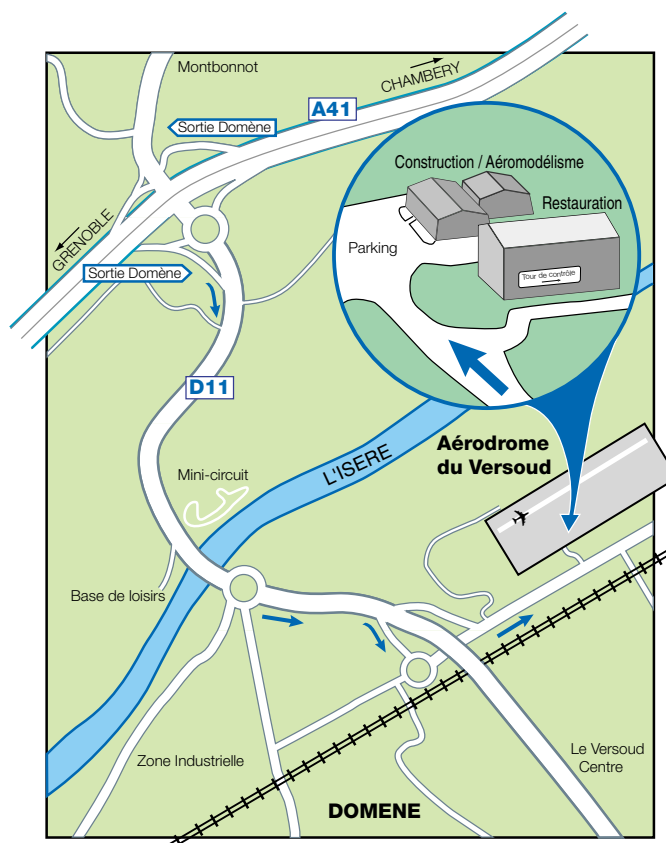 Montbonnot
CHAMBERY
A41
Sortie Domène
Construction / Aéromodélisme
Restauration
Parking
GRENOBLE
Sortie Domène
Tour de contrôle
D11
Aérodrome
du Versoud
L'ISERE
Mini-circuit
Base de loisirs
Zone Industrielle
Le Versoud
Centre
DOMENE